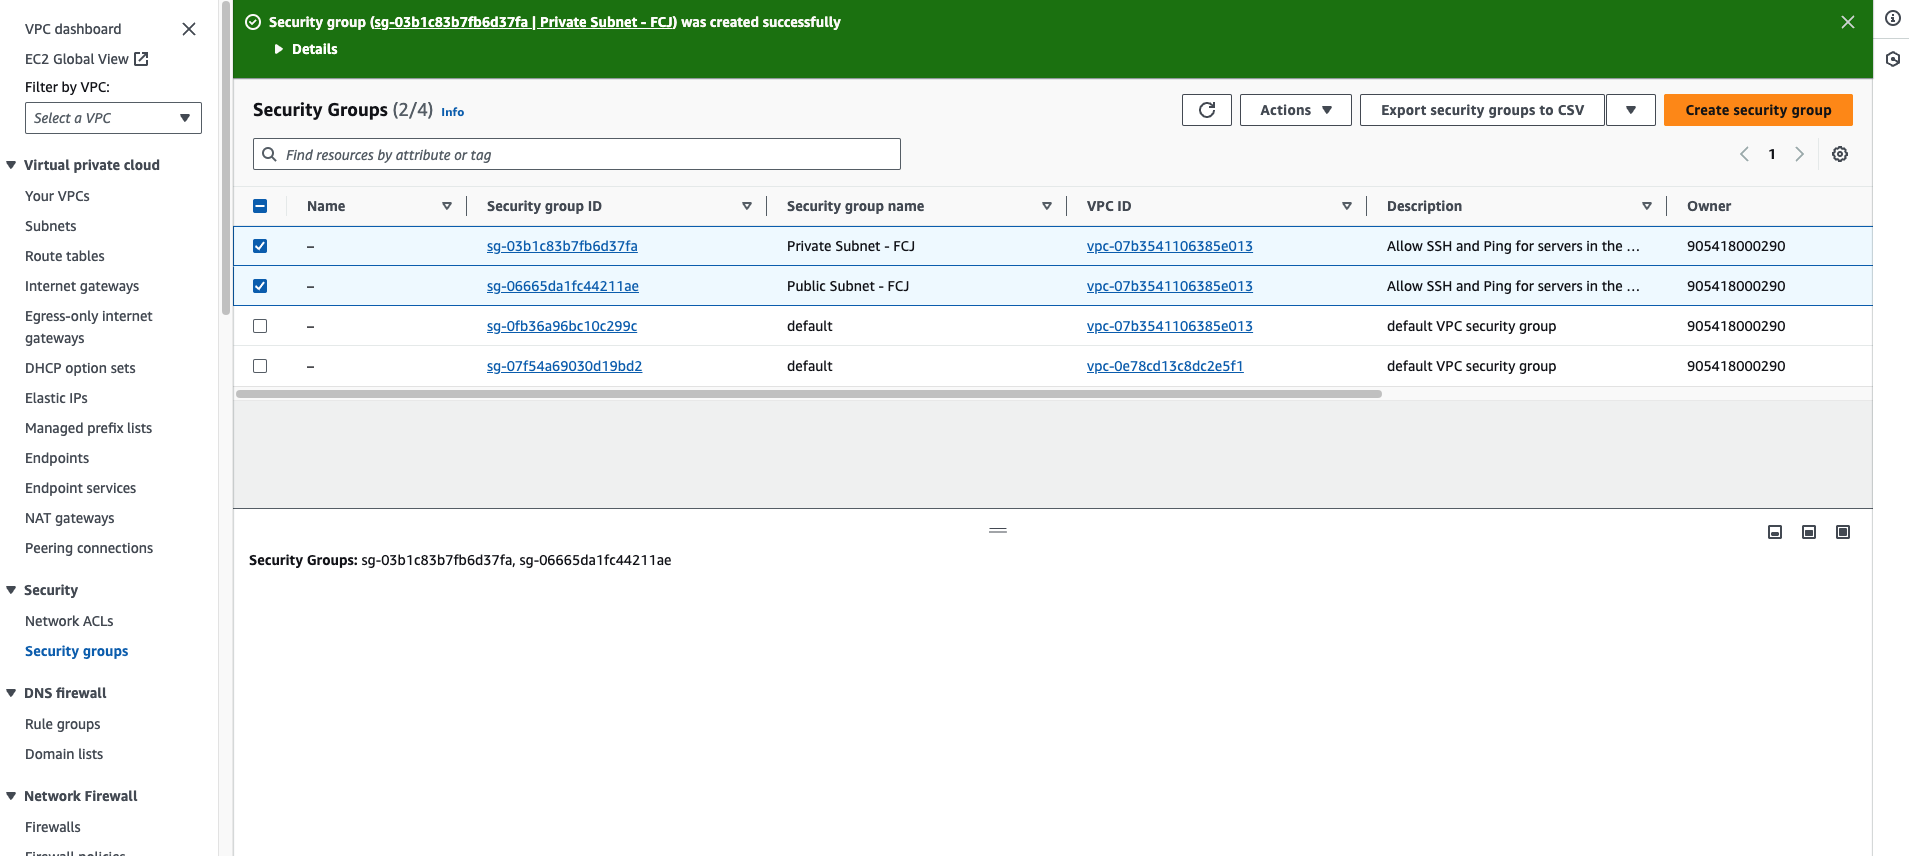 VPC dashboard
EC2 Global View
Filter by VPC:
Select a VPC
Virtual private cloud
Your VPCs
Subnets
Route tables
Internet gateways
Egress-only internet
gateways
DHCP option sets
Elastic IPs
Managed prefix lists
Endpoints
Endpoint services
NAT gateways
Peering connections
Security
Network ACLs
Security groups
DNS firewall
Rule groups
Domain lists
Network Firewall
Firewalls
Firewall policies
Security group (sg-03b1c83b7fb6d37fa | Private Subnet - FCJ) was created successfully
Details
Security Groups (2/4) Info
Actions
Export security groups to CSV
Create security group
Find resources by attribute or tag
1
Name Security group ID Security group name VPC ID Description Owner
– sg-03b1c83b7fb6d37fa Private Subnet - FCJ vpc-07b3541106385e013 Allow SSH and Ping for servers in the … 905418000290
– sg-06665da1fc44211ae Public Subnet - FCJ vpc-07b3541106385e013 Allow SSH and Ping for servers in the … 905418000290
– sg-0fb36a96bc10c299c default vpc-07b3541106385e013 default VPC security group 905418000290
– sg-07f54a69030d19bd2 default vpc-0e78cd13c8dc2e5f1 default VPC security group 905418000290
Security Groups: sg-03b1c83b7fb6d37fa, sg-06665da1fc44211ae